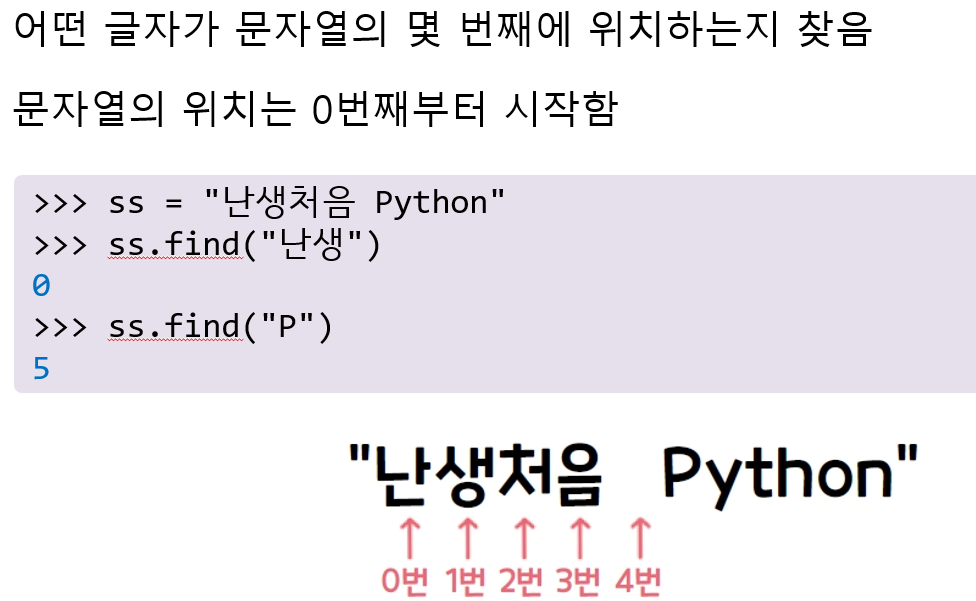 어떤 글자가 문자열의 몇 번째에 위치하는지 찾음
문자열의 위치는 0번째부터 시작함
>>> ss = "난생처음 Python"
>>> ss.find("난생")
0
>>> ss.find("P")
5
"난생처음 Python"
↑ ↑ ↑ ↑ ↑
0번 1번 2번 3번 4번